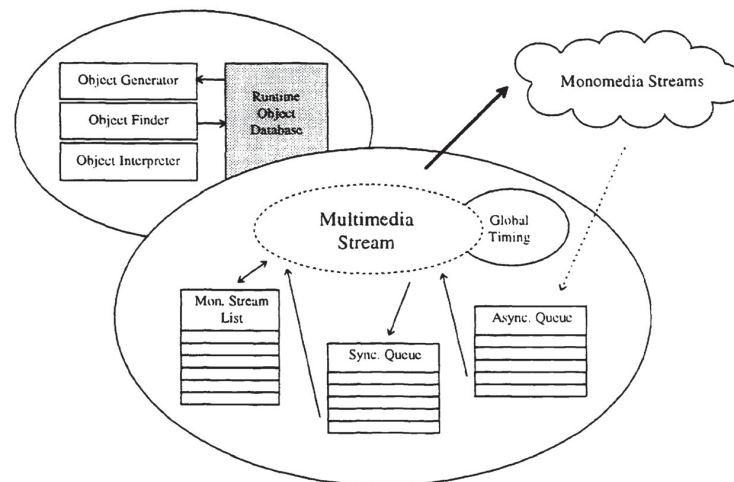 Object Generator
Object Finder
Object Interpreter
Runtime
Object
Database
Monomedia Streams
Multimedia
Stream
Global
Timing
Mon. Stream
List
Sync. Queue
Async. Queue